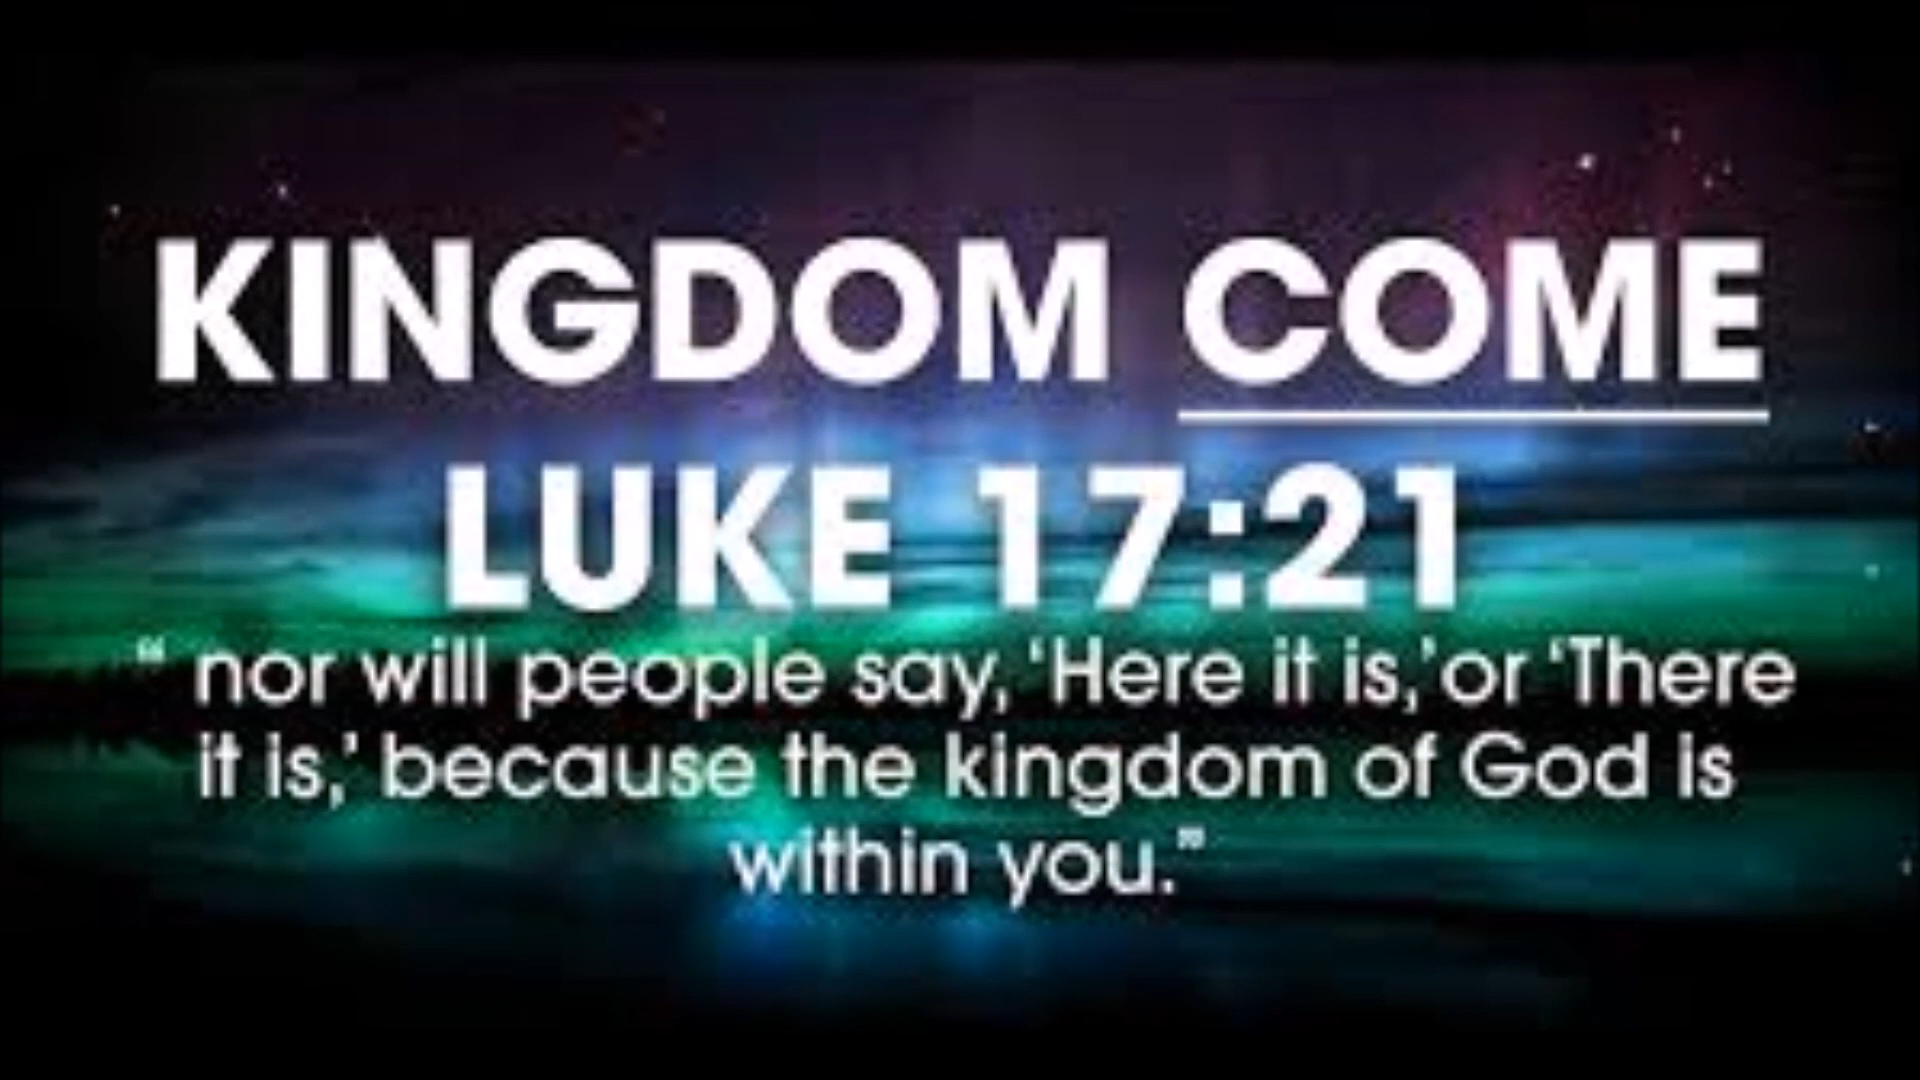 KINGDOM COME
LUKE 17:21
“ nor will people say, ‘Here it is,’ or ‘There
it is,’ because the kingdom of God is
within you.”